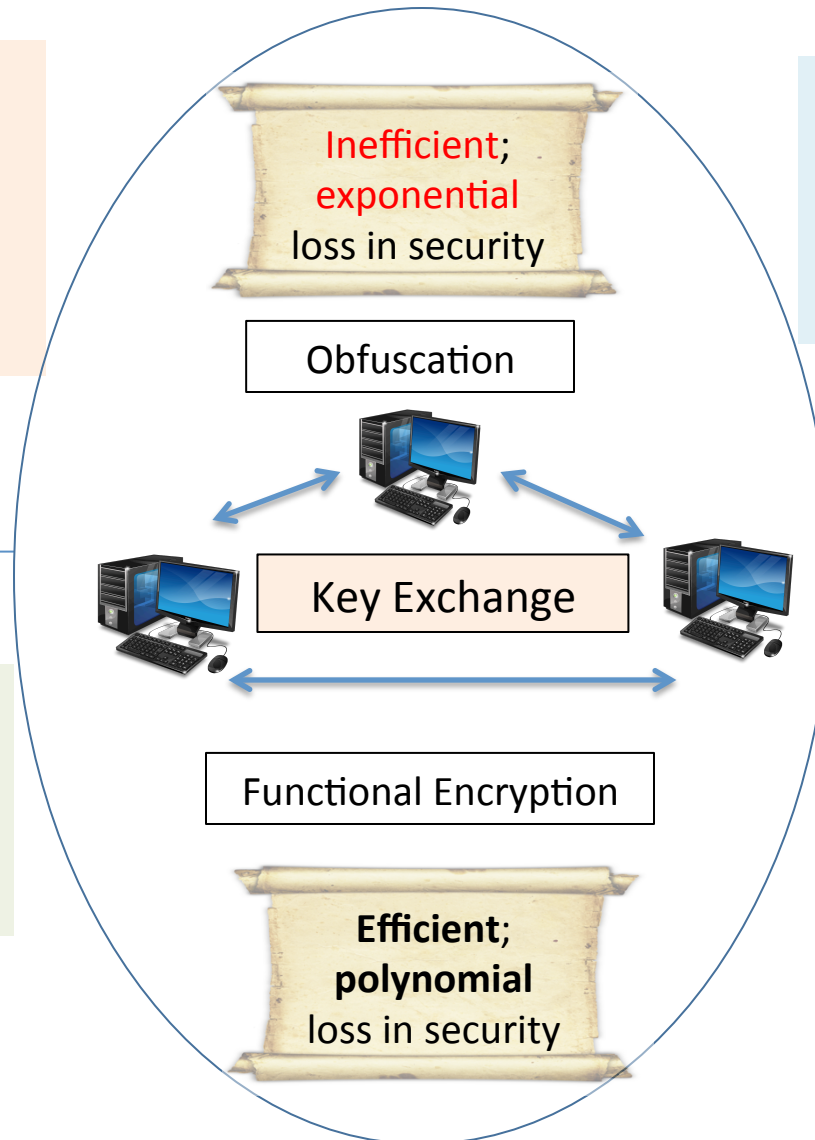 Inefficient;
exponential
loss in security
Obfuscation
Key Exchange
Functional Encryption
Efficient;
polynomial
loss in security